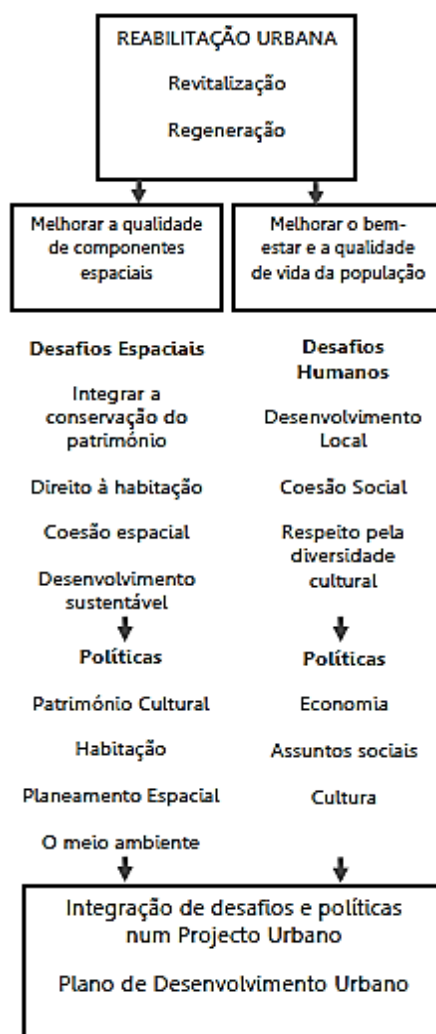 REABILITAÇÃO URBANA
Revitalização
Regeneração
Melhorar a qualidade
de componentes
espaciais
Melhorar o bem-
estar e a qualidade
de vida da população
Desafios Espaciais
Integrar a
conservação do
património
Direito à habitação
Coesão espacial
Desenvolvimento
sustentável
Políticas
Património Cultural
Habitação
Planeamento Espacial
O meio ambiente
Desafios
Humanos
Desenvolvimento
Local
Coesão Social
Respeito pela
diversidade
cultural
Políticas
Economia
Assuntos sociais
Cultura
Integração de desafios e políticas
num Projecto Urbano
Plano de Desenvolvimento Urbano